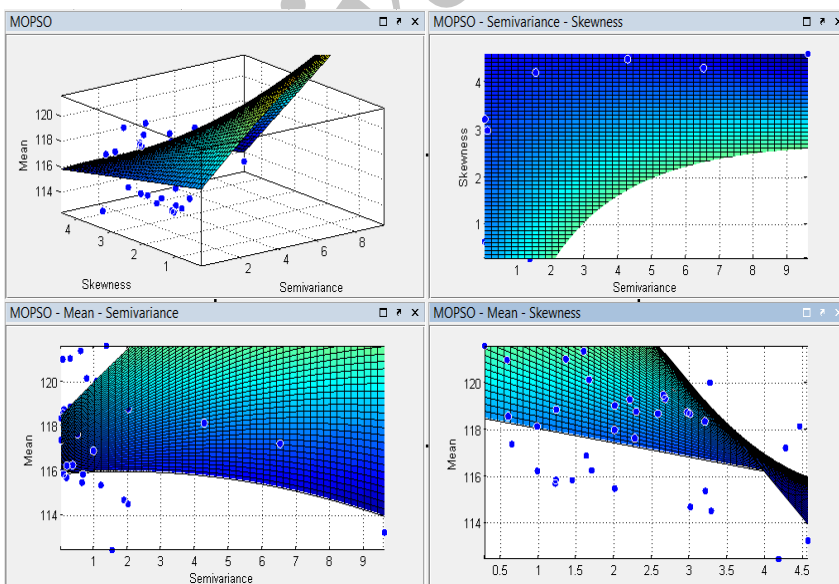 MOPSO
120
118
116
114
Mean
4
3
2
1
Skewness
2
4
6
8
Semivariance
MOPSO - Semivariance - Skewness
4
3
2
1
Skewness
1 2 3 4 5 6 7 8 9
Semivariance
MOPSO - Mean - Semivariance
120
118
116
114
Mean
1 2 3 4 5 6 7 8 9
Semivariance
MOPSO - Mean - Skewness
120
118
116
114
Mean
0.5 1 1.5 2 2.5 3 3.5 4 4.5
Skewness